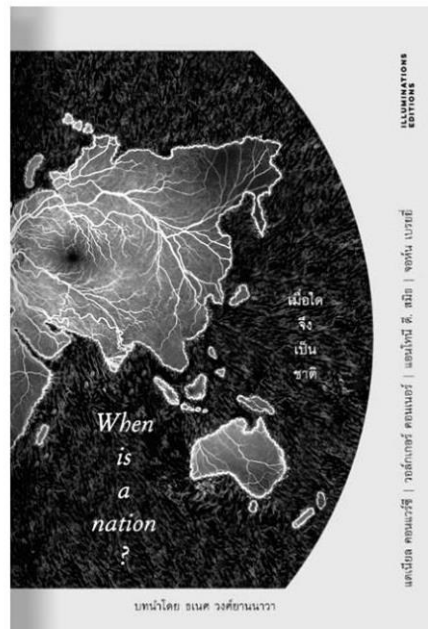 ILLUMINATIONS
EDITIONS
เมื่อใด
จึง
เป็น
ชาติ
When
is
a
nation
?
แดเนียล คอนแวร์ซี | วอล์กเกอร์ คอนเนอร์ | แอนโทนี ดี. สมิธ | จอห์น เบรยยี
บทนำโดย ธเนศ วงศ์ยานนาวา